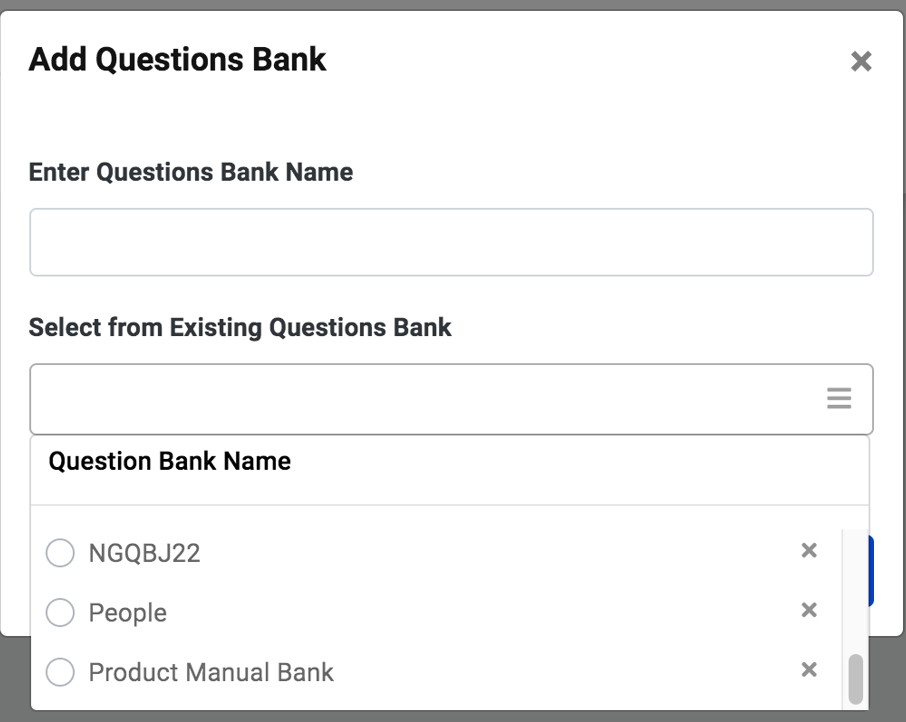 Add Questions Bank
Enter Questions Bank Name
Select from Existing Questions Bank
Question Bank Name
NGQBJ22
People
Product Manual Bank